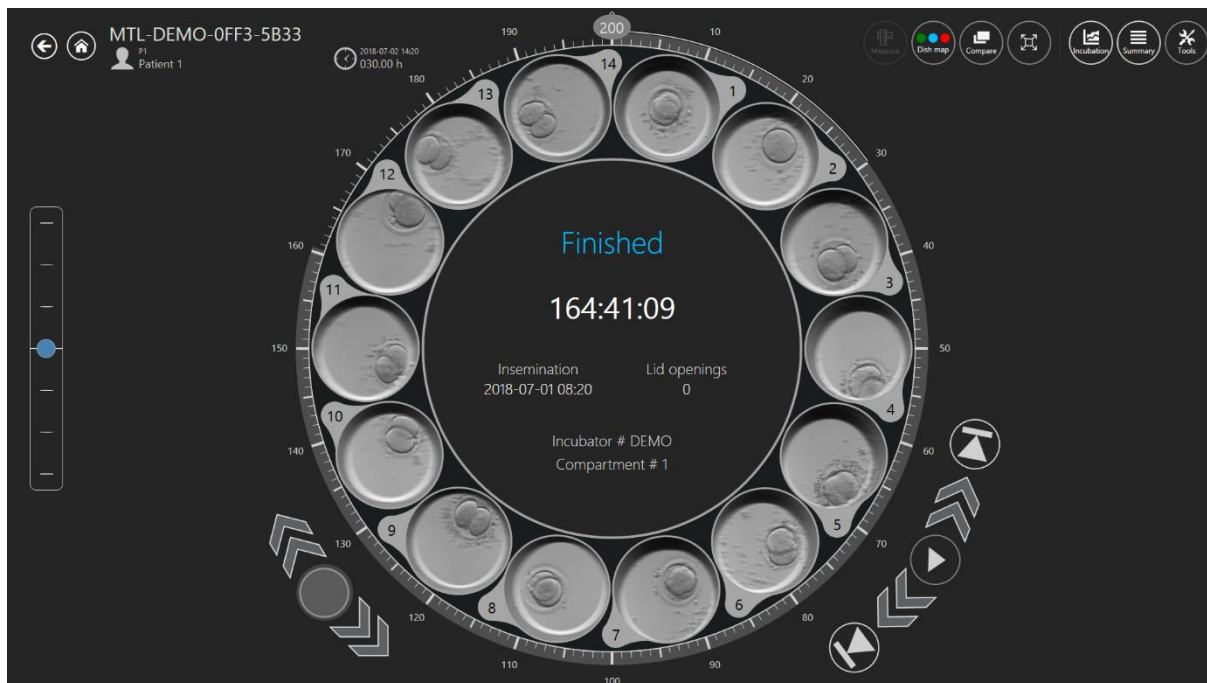 MTL-DEMO-0FF3-5B33
P1
Patient 1
2018-07-02 14:20
030.00 h
Measure
Dish map
Compare
Incubation
Summary
Tools
200
10
20
30
40
50
60
70
80
90
100
110
120
130
140
150
160
170
180
190
1
2
3
4
5
6
7
8
9
10
11
12
13
14
Finished
164:41:09
Insemination
2018-07-01 08:20
Lid openings
0
Incubator # DEMO
Compartment # 1